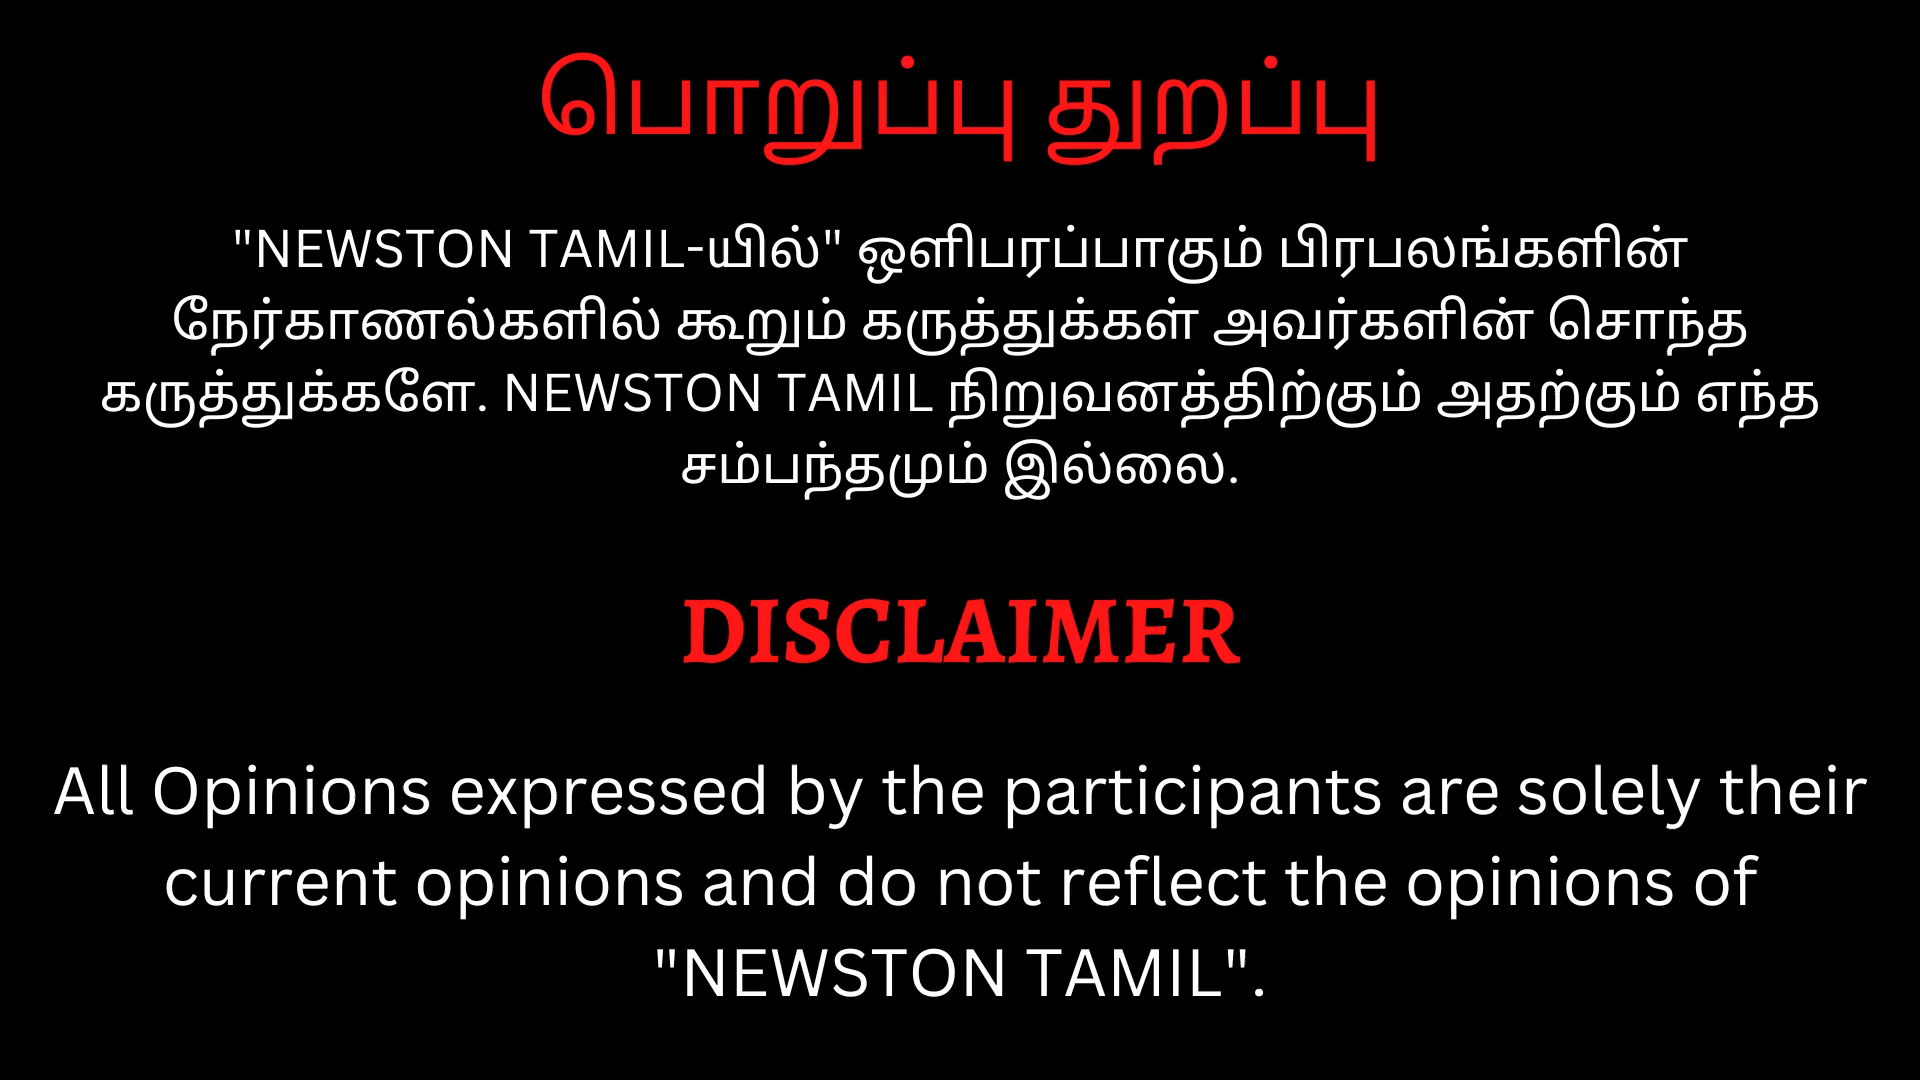 பொறுப்பு துறப்பு
"NEWSTON TAMIL-யில்" ஒளிபரப்பாகும் பிரபலங்களின்
நேர்காணல்களில் கூறும் கருத்துக்கள் அவர்களின் சொந்த
கருத்துக்களே. NEWSTON TAMIL நிறுவனத்திற்கும் அதற்கும் எந்த
சம்பந்தமும் இல்லை.
DISCLAIMER
All Opinions expressed by the participants are solely their
current opinions and do not reflect the opinions of
"NEWSTON TAMIL".